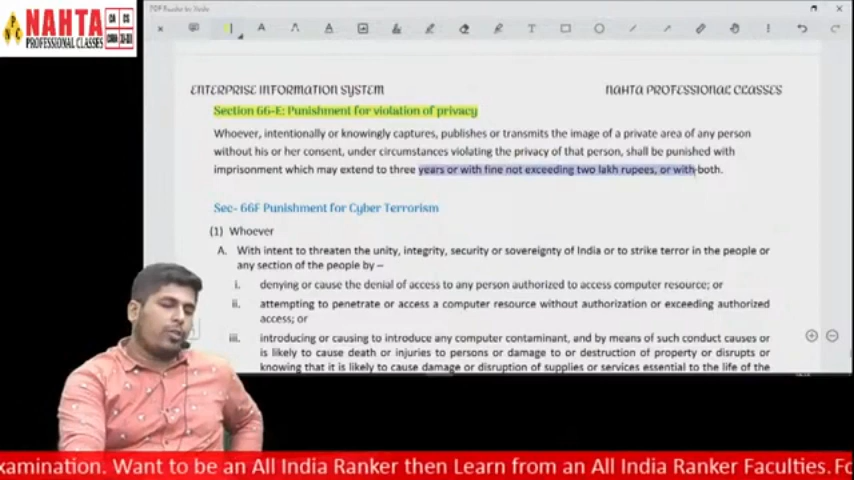 NAHTA
PROFESSIONAL CLASSES
CA CS
CMA XI-XII
ENTERPRISE INFORMATION SYSTEM
NAHTA PROFESSIONAL CLASSES
Section 66-E: Punishment for violation of privacy
Whoever, intentionally or knowingly captures, publishes or transmits the image of a private area of any person
without his or her consent, under circumstances violating the privacy of that person, shall be punished with
imprisonment which may extend to three years or with fine not exceeding two lakh rupees, or with both.
Sec- 66F Punishment for Cyber Terrorism
(1) Whoever
A. With intent to threaten the unity, integrity, security or sovereignty of India or to strike terror in the people or
any section of the people by –
i. denying or cause the denial of access to any person authorized to access computer resource; or
ii. attempting to penetrate or access a computer resource without authorization or exceeding authorized
access; or
iii. introducing or causing to introduce any computer contaminant, and by means of such conduct causes or
is likely to cause death or injuries to persons or damage to or destruction of property or disrupts or
knowing that it is likely to cause damage or disruption of supplies or services essential to the life of the
xamination. Want to be an All India Ranker then Learn from an All India Ranker Faculties. Fo